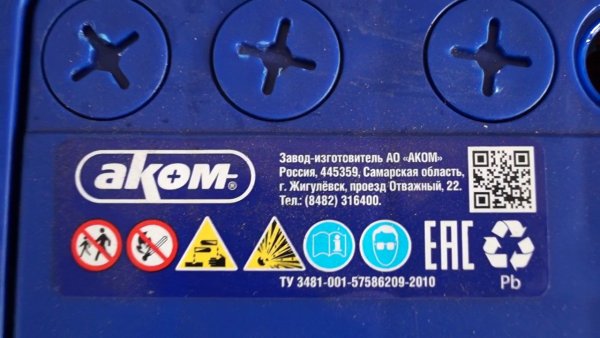 аком
Завод-изготовитель АО «АКОМ»
Россия, 445359, Самарская область,
г. Жигулёвск, проезд Отважный, 22.
Тел.: (8482) 316400.
ЕАС
Pb
ТУ 3481-001-57586209-2010